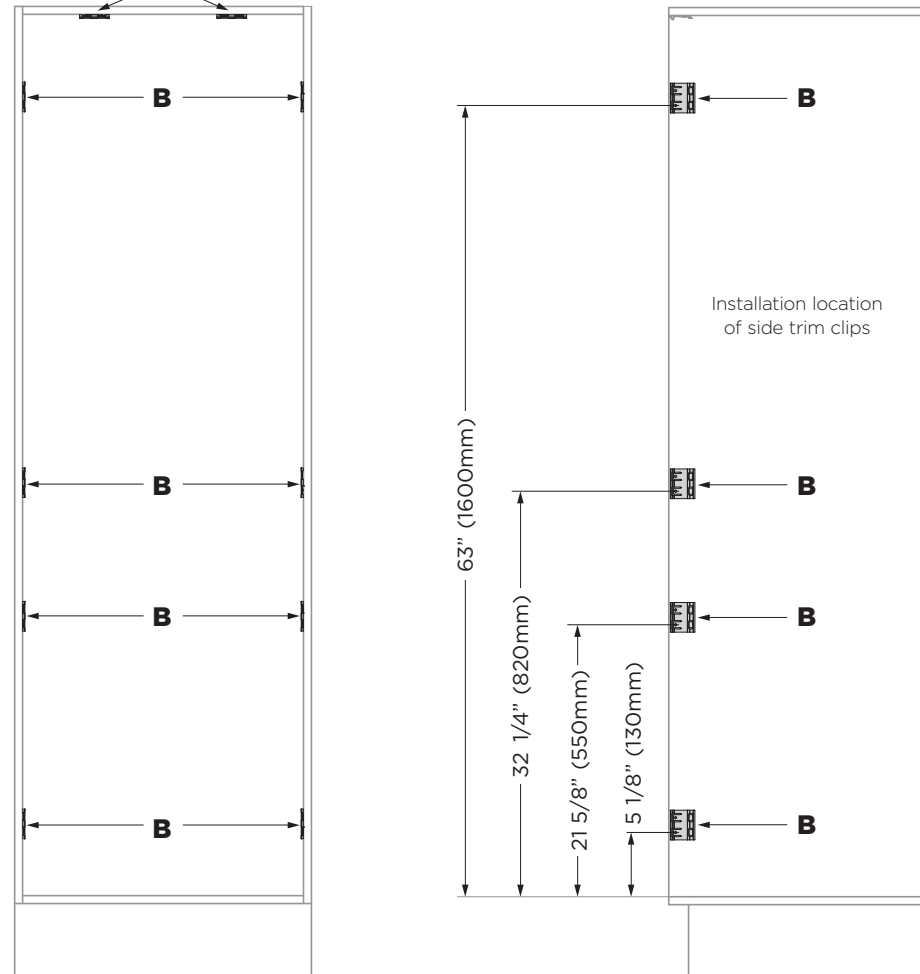 B
B
Installation location
of side trim clips
63” (1600mm)
B
B
32 1/4” (820mm)
B
B
21 5/8” (550mm)
5 1/8” (130mm)
B
B